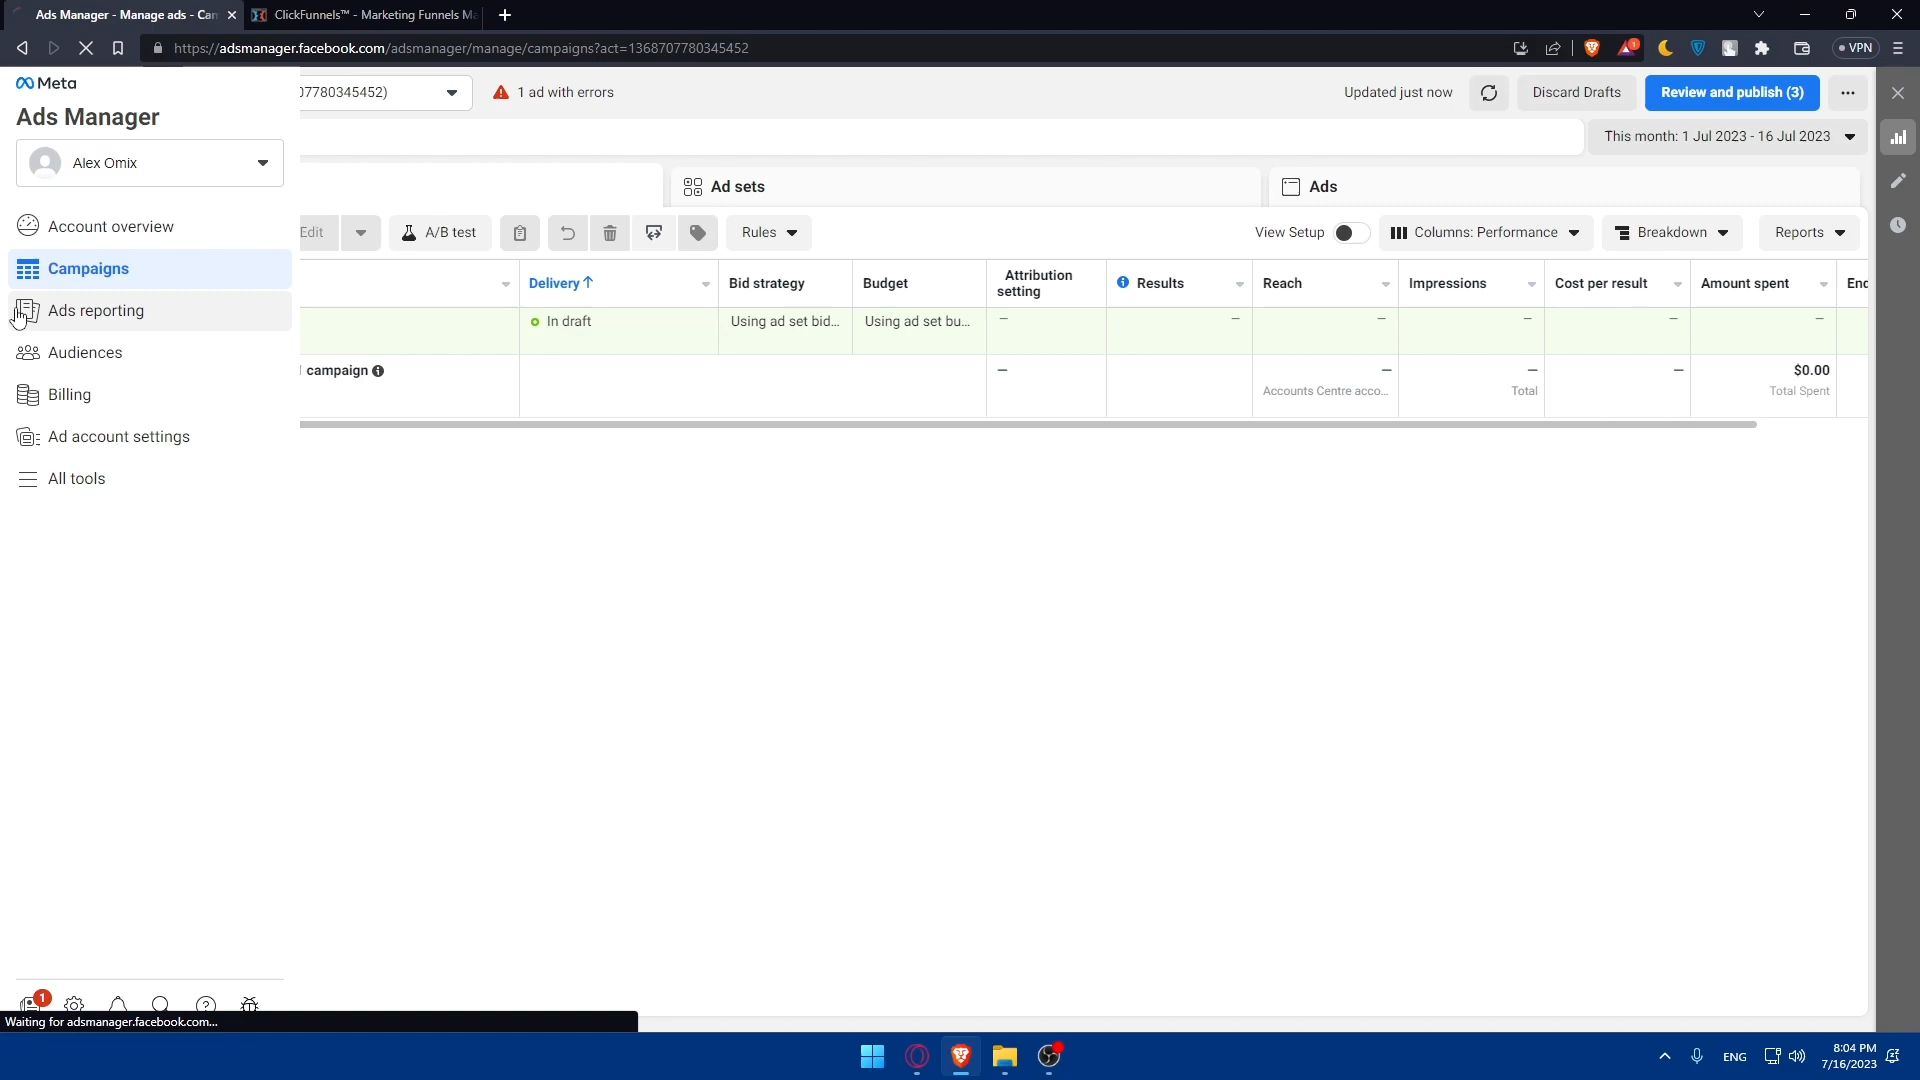 Ads Manager - Manage ads - Can
ClickFunnels™ - Marketing Funnels Ma
https://adsmanager.facebook.com/adsmanager/manage/campaigns?act=1368707780345452
1
VPN
Meta
07780345452)
1 ad with errors
Updated just now
Discard Drafts
Review and publish (3)
Ads Manager
This month: 1 Jul 2023 - 16 Jul 2023
Alex Omix
Ad sets
Ads
Account overview
Edit
A/B test
Rules
View Setup
Columns: Performance
Breakdown
Reports
Campaigns
Delivery ↑
Bid strategy
Budget
Attribution
setting
Results
Reach
Impressions
Cost per result
Amount spent
End
Ads reporting
In draft
Using ad set bid...
Using ad set bu...
—
—
—
—
—
—
Audiences
campaign
—
—
—
—
$0.00
Accounts Centre acco...
Total
Total Spent
Billing
Ad account settings
All tools
1
Waiting for adsmanager.facebook.com...
ENG
8:04 PM
7/16/2023